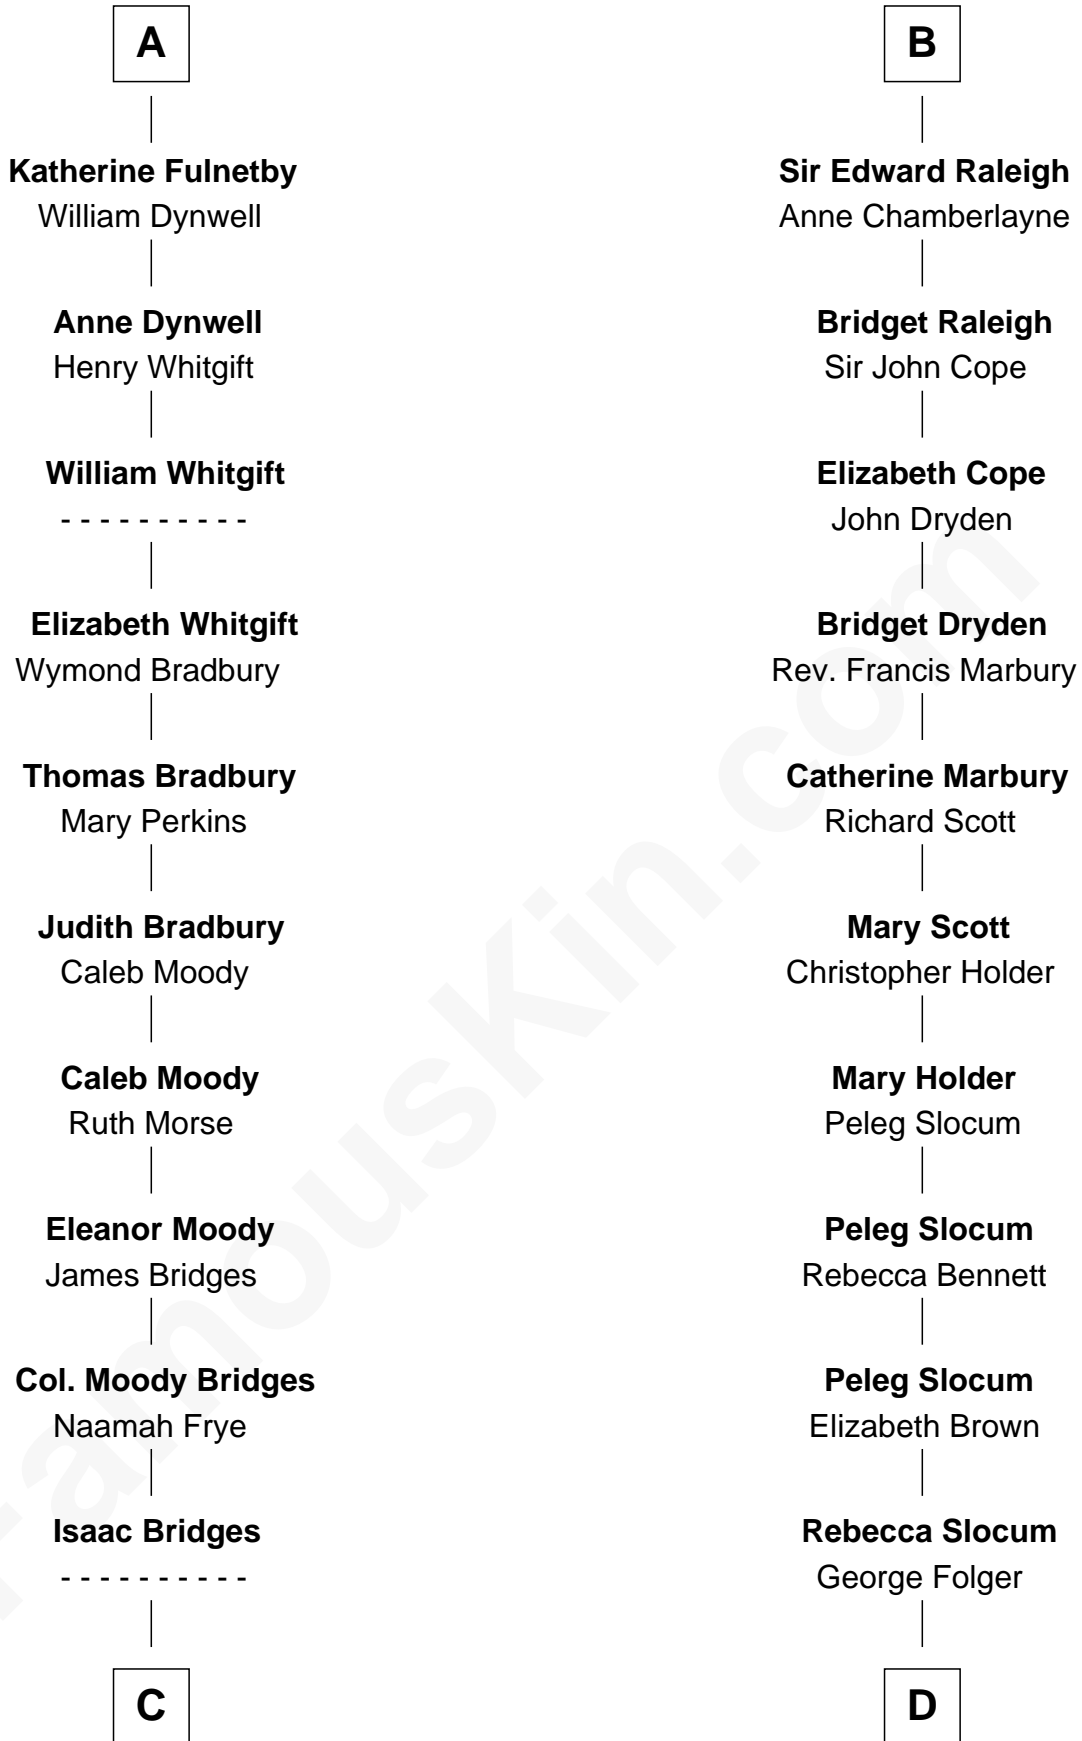 A
Katherine Fulnetby
William Dynwell
Anne Dynwell
Henry Whitgift
William Whitgift
- - - - - - - - - -
Elizabeth Whitgift
Wymond Bradbury
Thomas Bradbury
Mary Perkins
Judith Bradbury
Caleb Moody
Caleb Moody
Ruth Morse
Eleanor Moody
James Bridges
Col. Moody Bridges
Naamah Frye
Isaac Bridges
- - - - - - - - - -
C
B
Sir Edward Raleigh
Anne Chamberlayne
Bridget Raleigh
Sir John Cope
Elizabeth Cope
John Dryden
Bridget Dryden
Rev. Francis Marbury
Catherine Marbury
Richard Scott
Mary Scott
Christopher Holder
Mary Holder
Peleg Slocum
Peleg Slocum
Rebecca Bennett
Peleg Slocum
Elizabeth Brown
Rebecca Slocum
George Folger
D
FamousKin.com